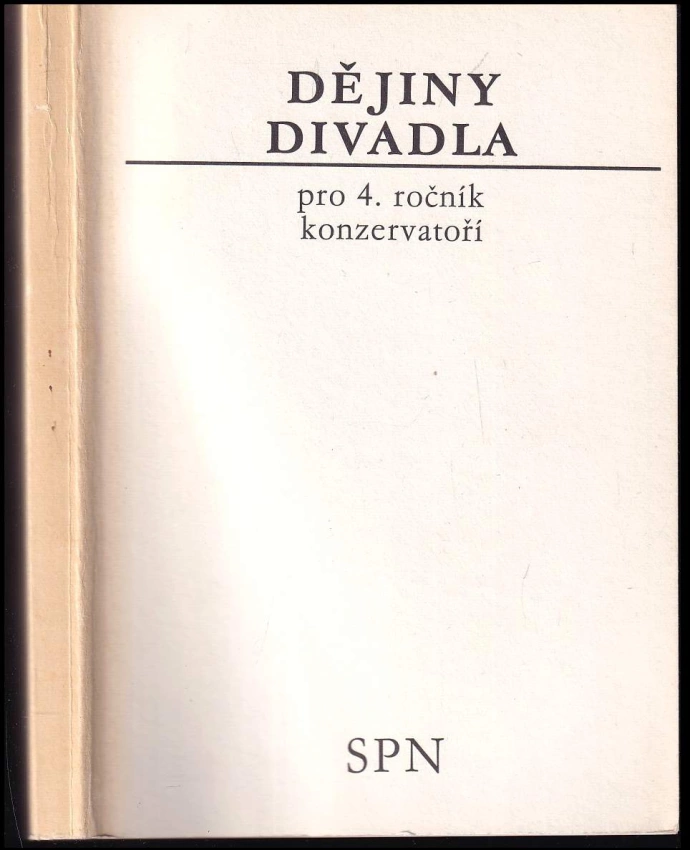 DĚJINY
DIVADLA
pro 4. ročník
konzervatoří
SPN